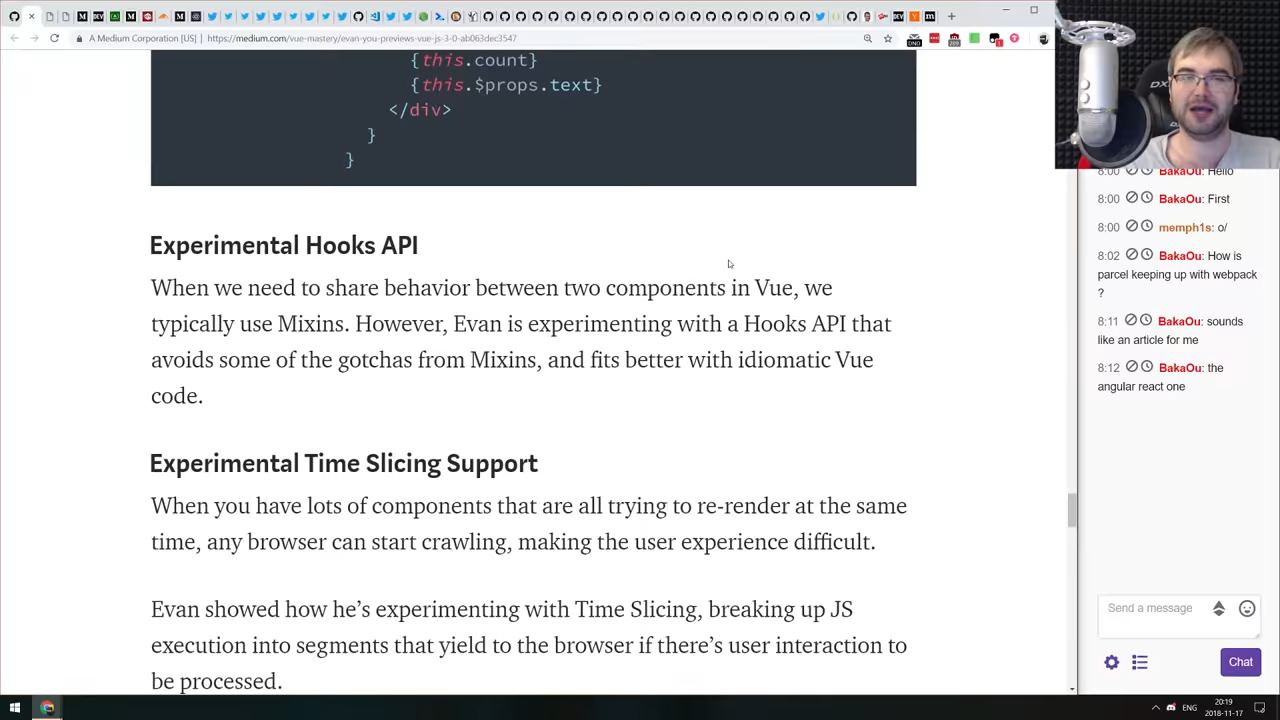 A Medium Corporation [US] | https://medium.com/vue-mastery/evan-you-previews-vue-js-3-0-ab063dec3547
{this.count}
{this.$props.text}
</div>
}
}
Experimental Hooks API
When we need to share behavior between two components in Vue, we
typically use Mixins. However, Evan is experimenting with a Hooks API that
avoids some of the gotchas from Mixins, and fits better with idiomatic Vue
code.
Experimental Time Slicing Support
When you have lots of components that are all trying to re-render at the same
time, any browser can start crawling, making the user experience difficult.
Evan showed how he's experimenting with Time Slicing, breaking up JS
execution into segments that yield to the browser if there's user interaction to
be processed.
8:00 BakaOu: Hello
8:00 BakaOu: First
8:00 memph1s: o/
8:02 BakaOu: How is
parcel keeping up with webpack
?
8:11 BakaOu: sounds
like an article for me
8:12 BakaOu: the
angular react one
Send a message
Chat
ENG
20:19
2018-11-17